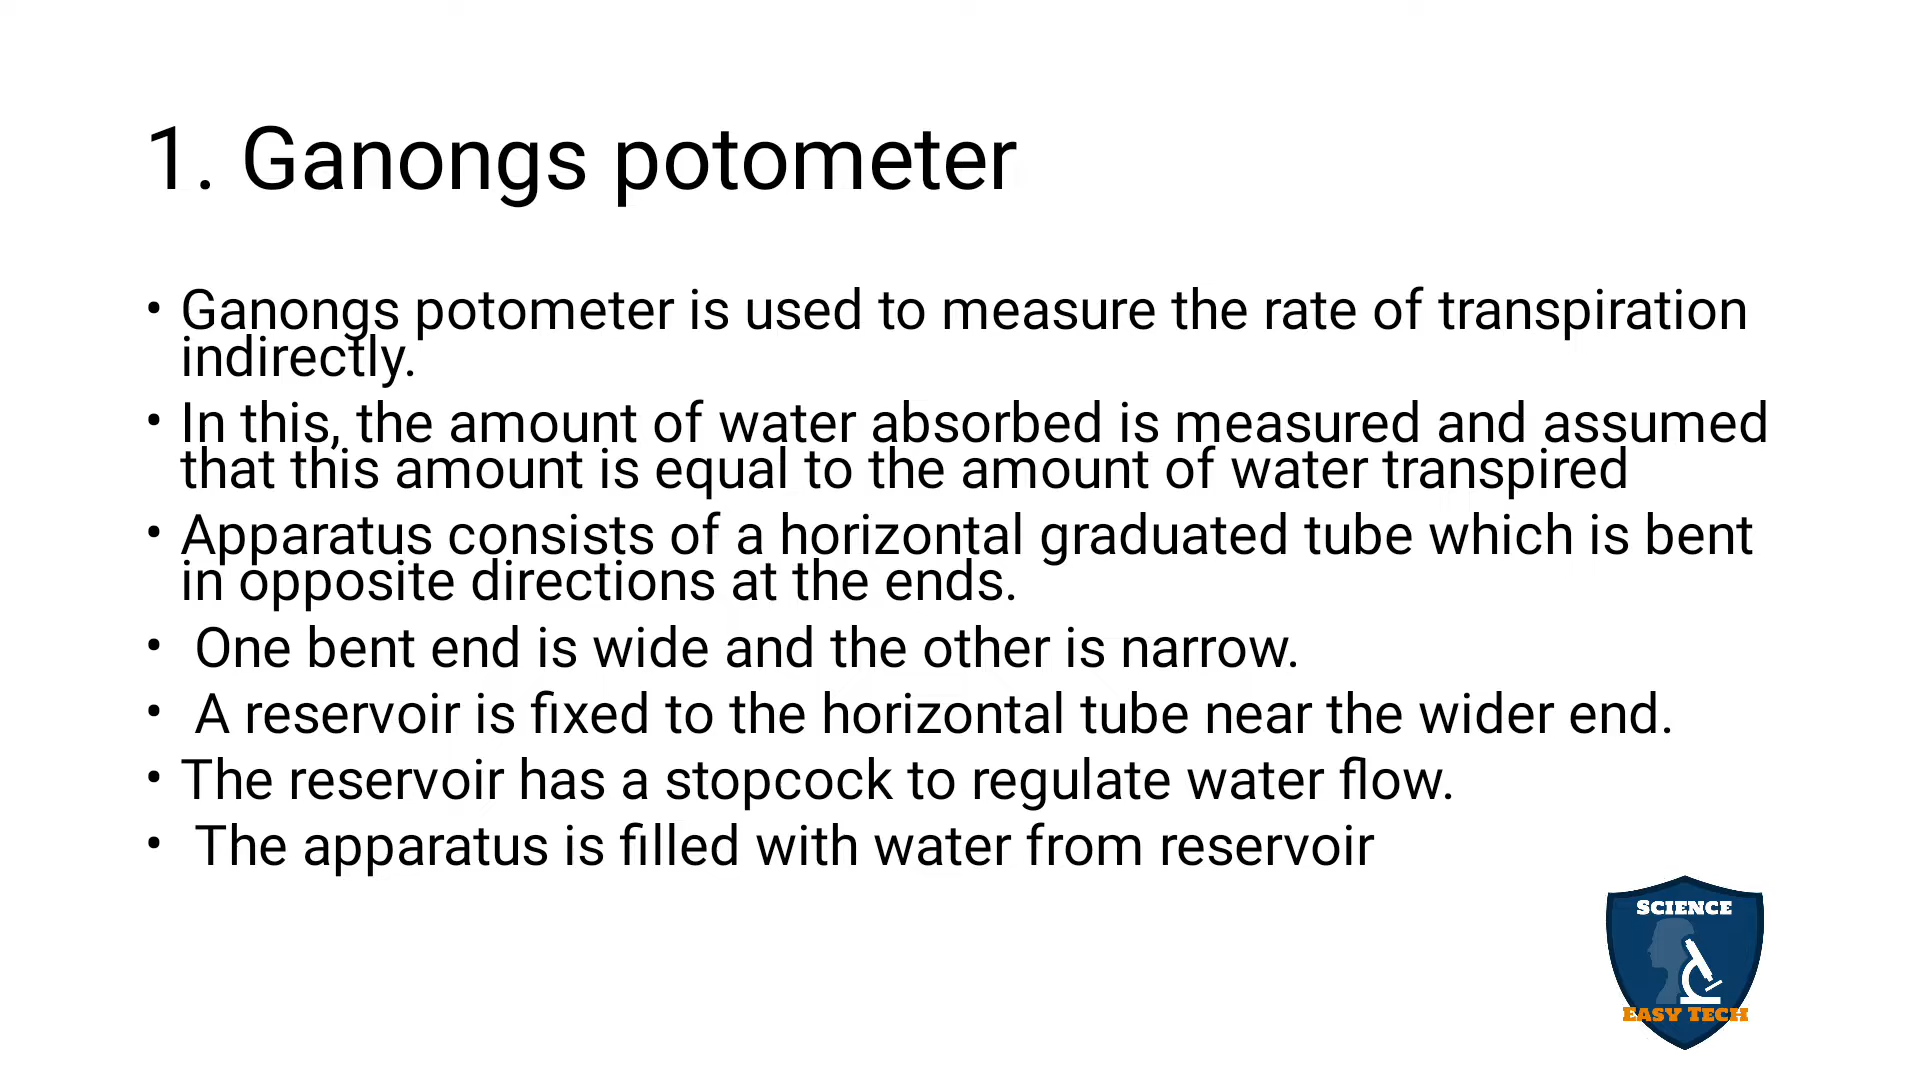 1. Ganongs potometer
• Ganongs potometer is used to measure the rate of transpiration
indirectly.
• In this, the amount of water absorbed is measured and assumed
that this amount is equal to the amount of water transpired
• Apparatus consists of a horizontal graduated tube which is bent
in opposite directions at the ends.
• One bent end is wide and the other is narrow.
• A reservoir is fixed to the horizontal tube near the wider end.
• The reservoir has a stopcock to regulate water flow.
• The apparatus is filled with water from reservoir
SCIENCE
EASY TECH